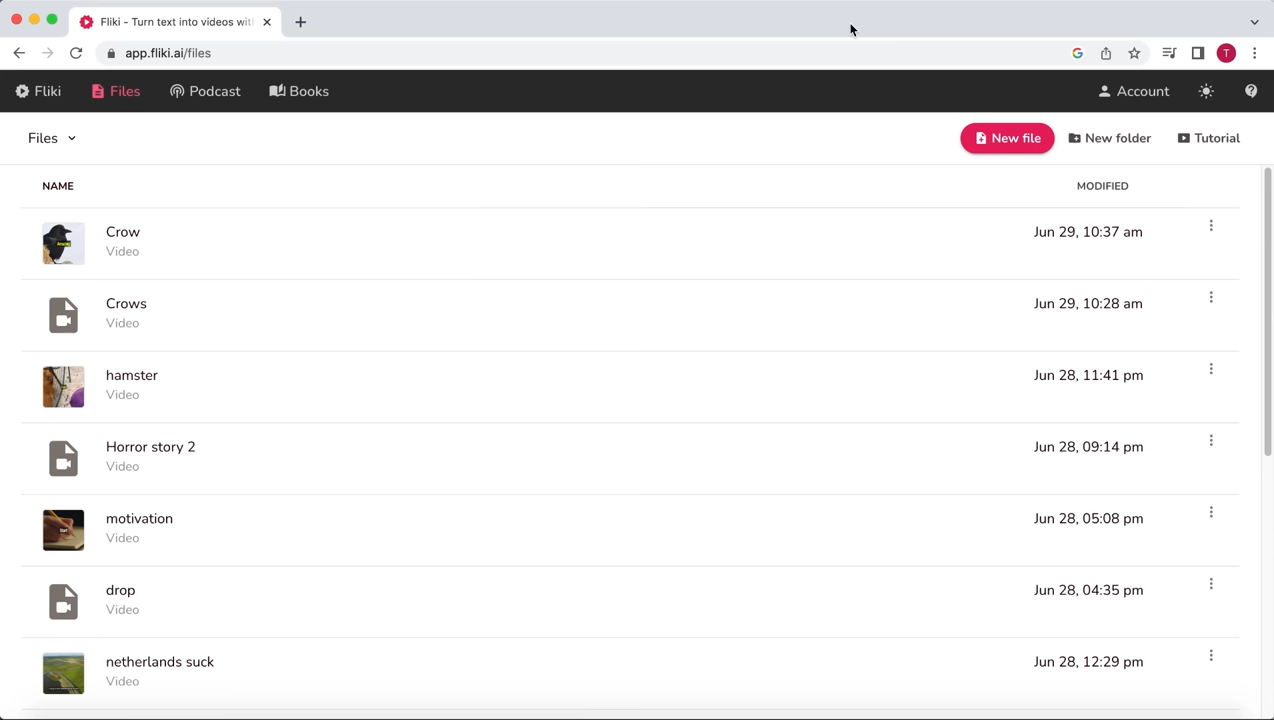 Fliki - Turn text into videos wit
app.fliki.ai/files
T
Fliki
Files
Podcast
Books
Account
Files
New file
New folder
Tutorial
NAME
MODIFIED
Crow
Video
Jun 29, 10:37 am
Crows
Video
Jun 29, 10:28 am
hamster
Video
Jun 28, 11:41 pm
Horror story 2
Video
Jun 28, 09:14 pm
motivation
Video
Jun 28, 05:08 pm
drop
Video
Jun 28, 04:35 pm
netherlands suck
Video
Jun 28, 12:29 pm